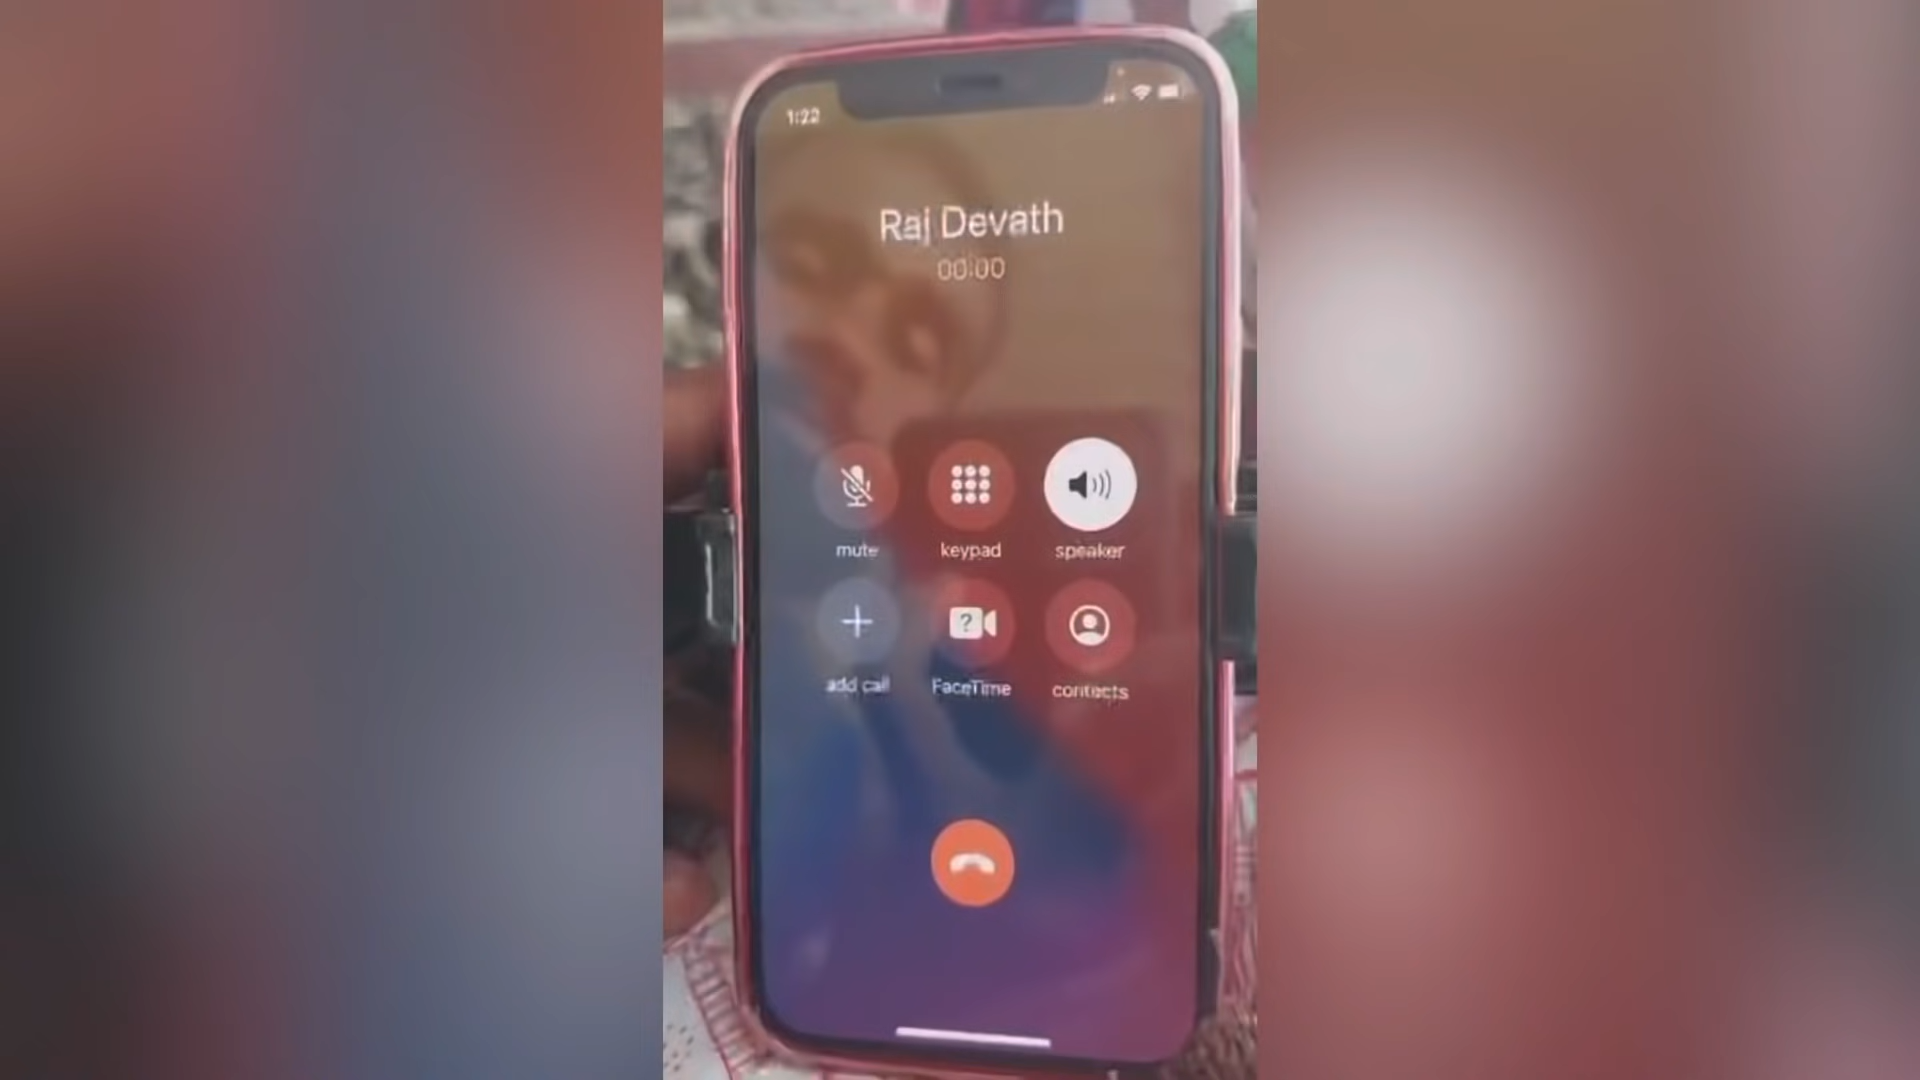 1:22
Raj Devath
00:00
mute keypad speaker
add call FaceTime contacts